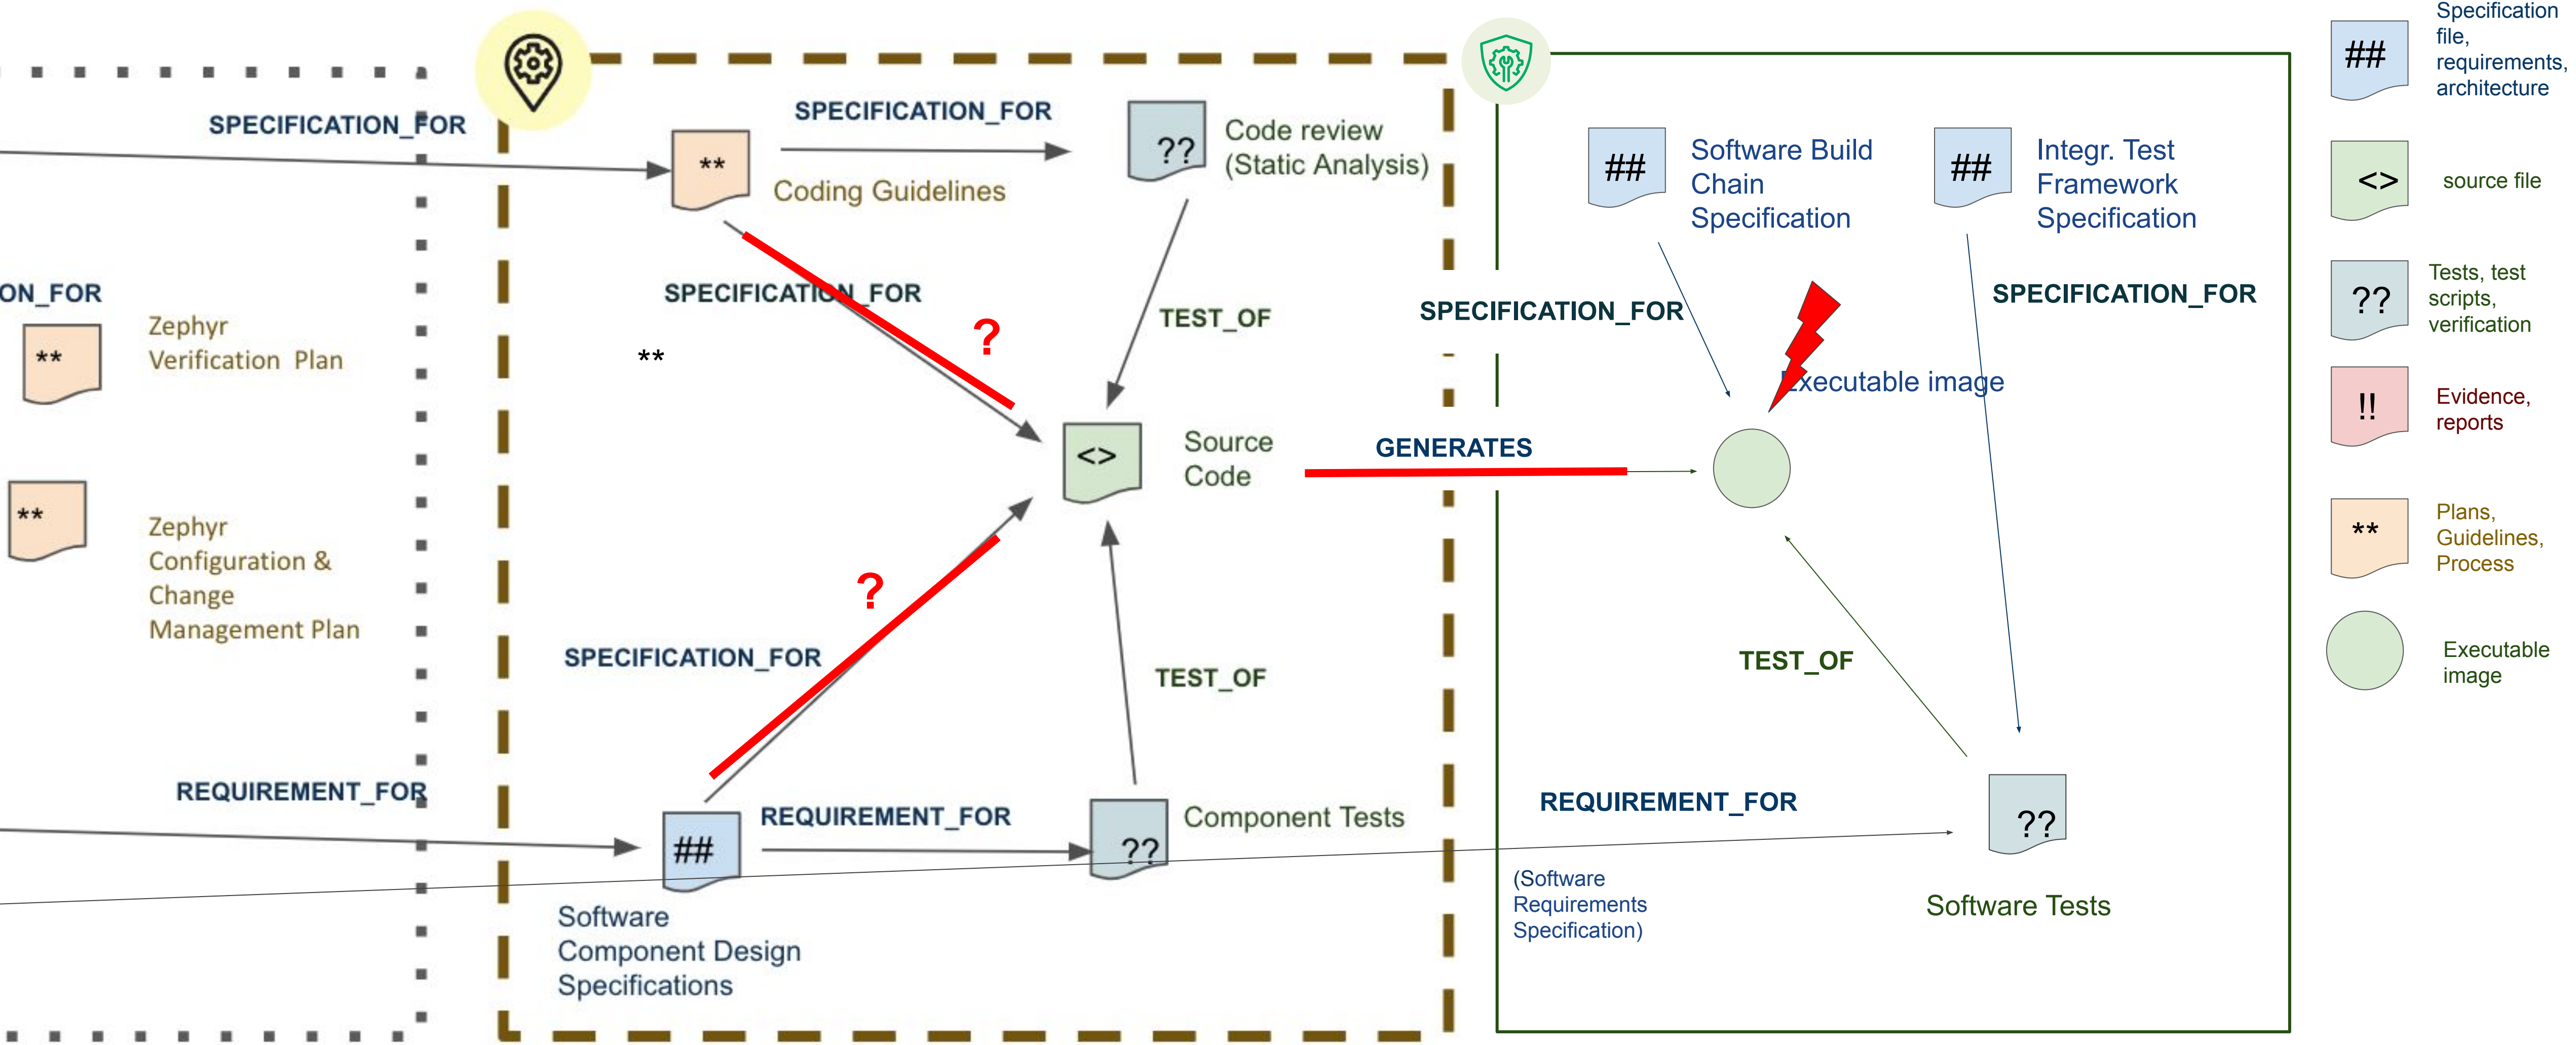 SPECIFICATION_FOR
ON_FOR
**
Zephyr
Verification Plan
**
Zephyr
Configuration &
Change
Management Plan
REQUIREMENT_FOR
**
Coding Guidelines
SPECIFICATION_FOR
??
Code review
(Static Analysis)
SPECIFICATION_FOR
?
**
TEST_OF
<>
Source
Code
?
SPECIFICATION_FOR
TEST_OF
##
REQUIREMENT_FOR
??
Component Tests
Software
Component Design
Specifications
GENERATES
##
Software Build
Chain
Specification
##
Integr. Test
Framework
Specification
SPECIFICATION_FOR
SPECIFICATION_FOR
Executable image
TEST_OF
REQUIREMENT_FOR
(Software
Requirements
Specification)
??
Software Tests
##
Specification
file,
requirements,
architecture
<>
source file
??
Tests, test
scripts,
verification
!!
Evidence,
reports
**
Plans,
Guidelines,
Process
Executable
image